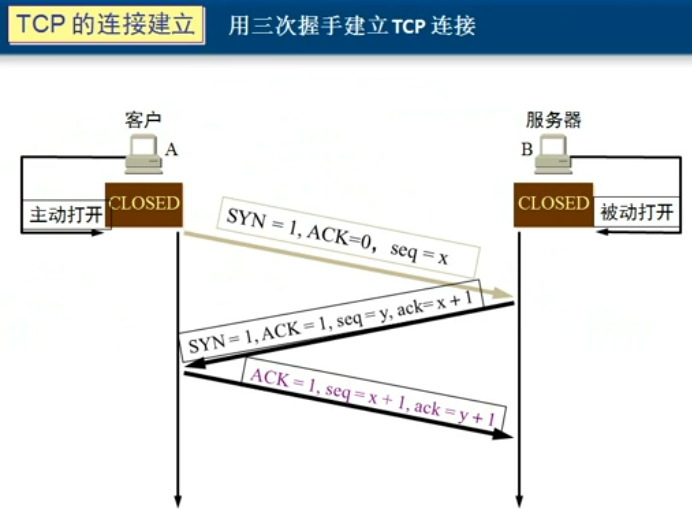 TCP 的连接建立 用三次握手建立 TCP 连接
客户
服务器
A
B
CLOSED
CLOSED
主动打开
被动打开
SYN = 1, ACK=0，seq = x
SYN = 1, ACK = 1, seq = y, ack= x + 1
ACK = 1, seq = x + 1, ack = y + 1